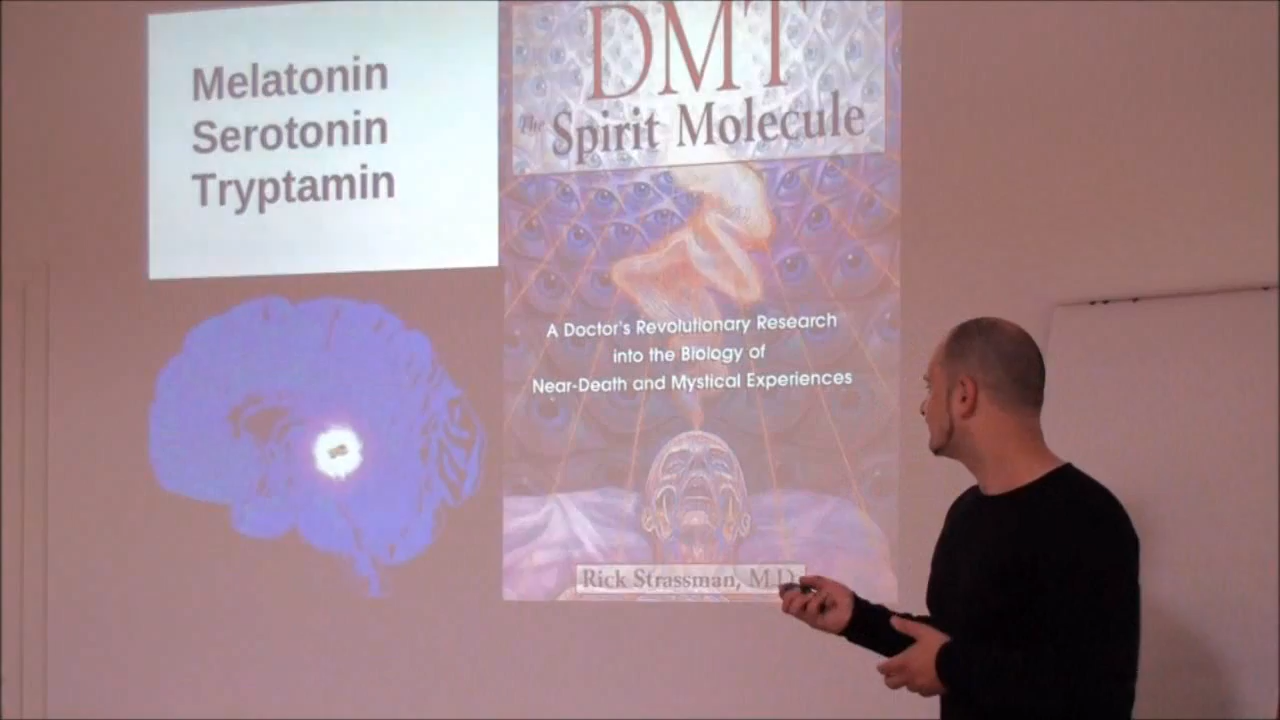 Melatonin
Serotonin
Tryptamin
DMT
The Spirit Molecule
A Doctor's Revolutionary Research
into the Biology of
Near-Death and Mystical Experiences
Rick Strassman, M.D.